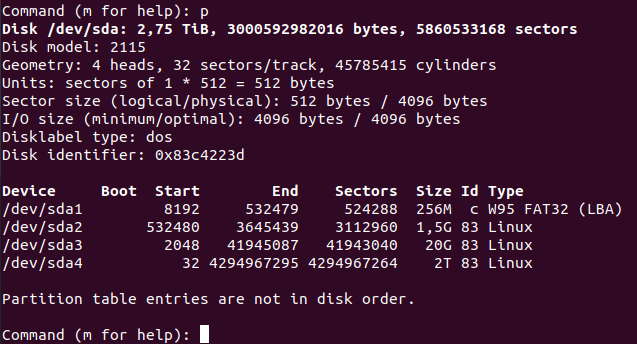 Command (m for help): p
Disk /dev/sda: 2,75 TiB, 3000592982016 bytes, 5860533168 sectors
Disk model: 2115
Geometry: 4 heads, 32 sectors/track, 45785415 cylinders
Units: sectors of 1 * 512 = 512 bytes
Sector size (logical/physical): 512 bytes / 4096 bytes
I/O size (minimum/optimal): 4096 bytes / 4096 bytes
Disklabel type: dos
Disk identifier: 0x83c4223d

Device     Boot  Start        End    Sectors  Size Id Type
/dev/sda1         8192     532479     524288  256M  c W95 FAT32 (LBA)
/dev/sda2       532480    3645439    3112960  1,5G 83 Linux
/dev/sda3         2048   41945087   41943040   20G 83 Linux
/dev/sda4           32 4294967295 4294967264    2T 83 Linux

Partition table entries are not in disk order.

Command (m for help):